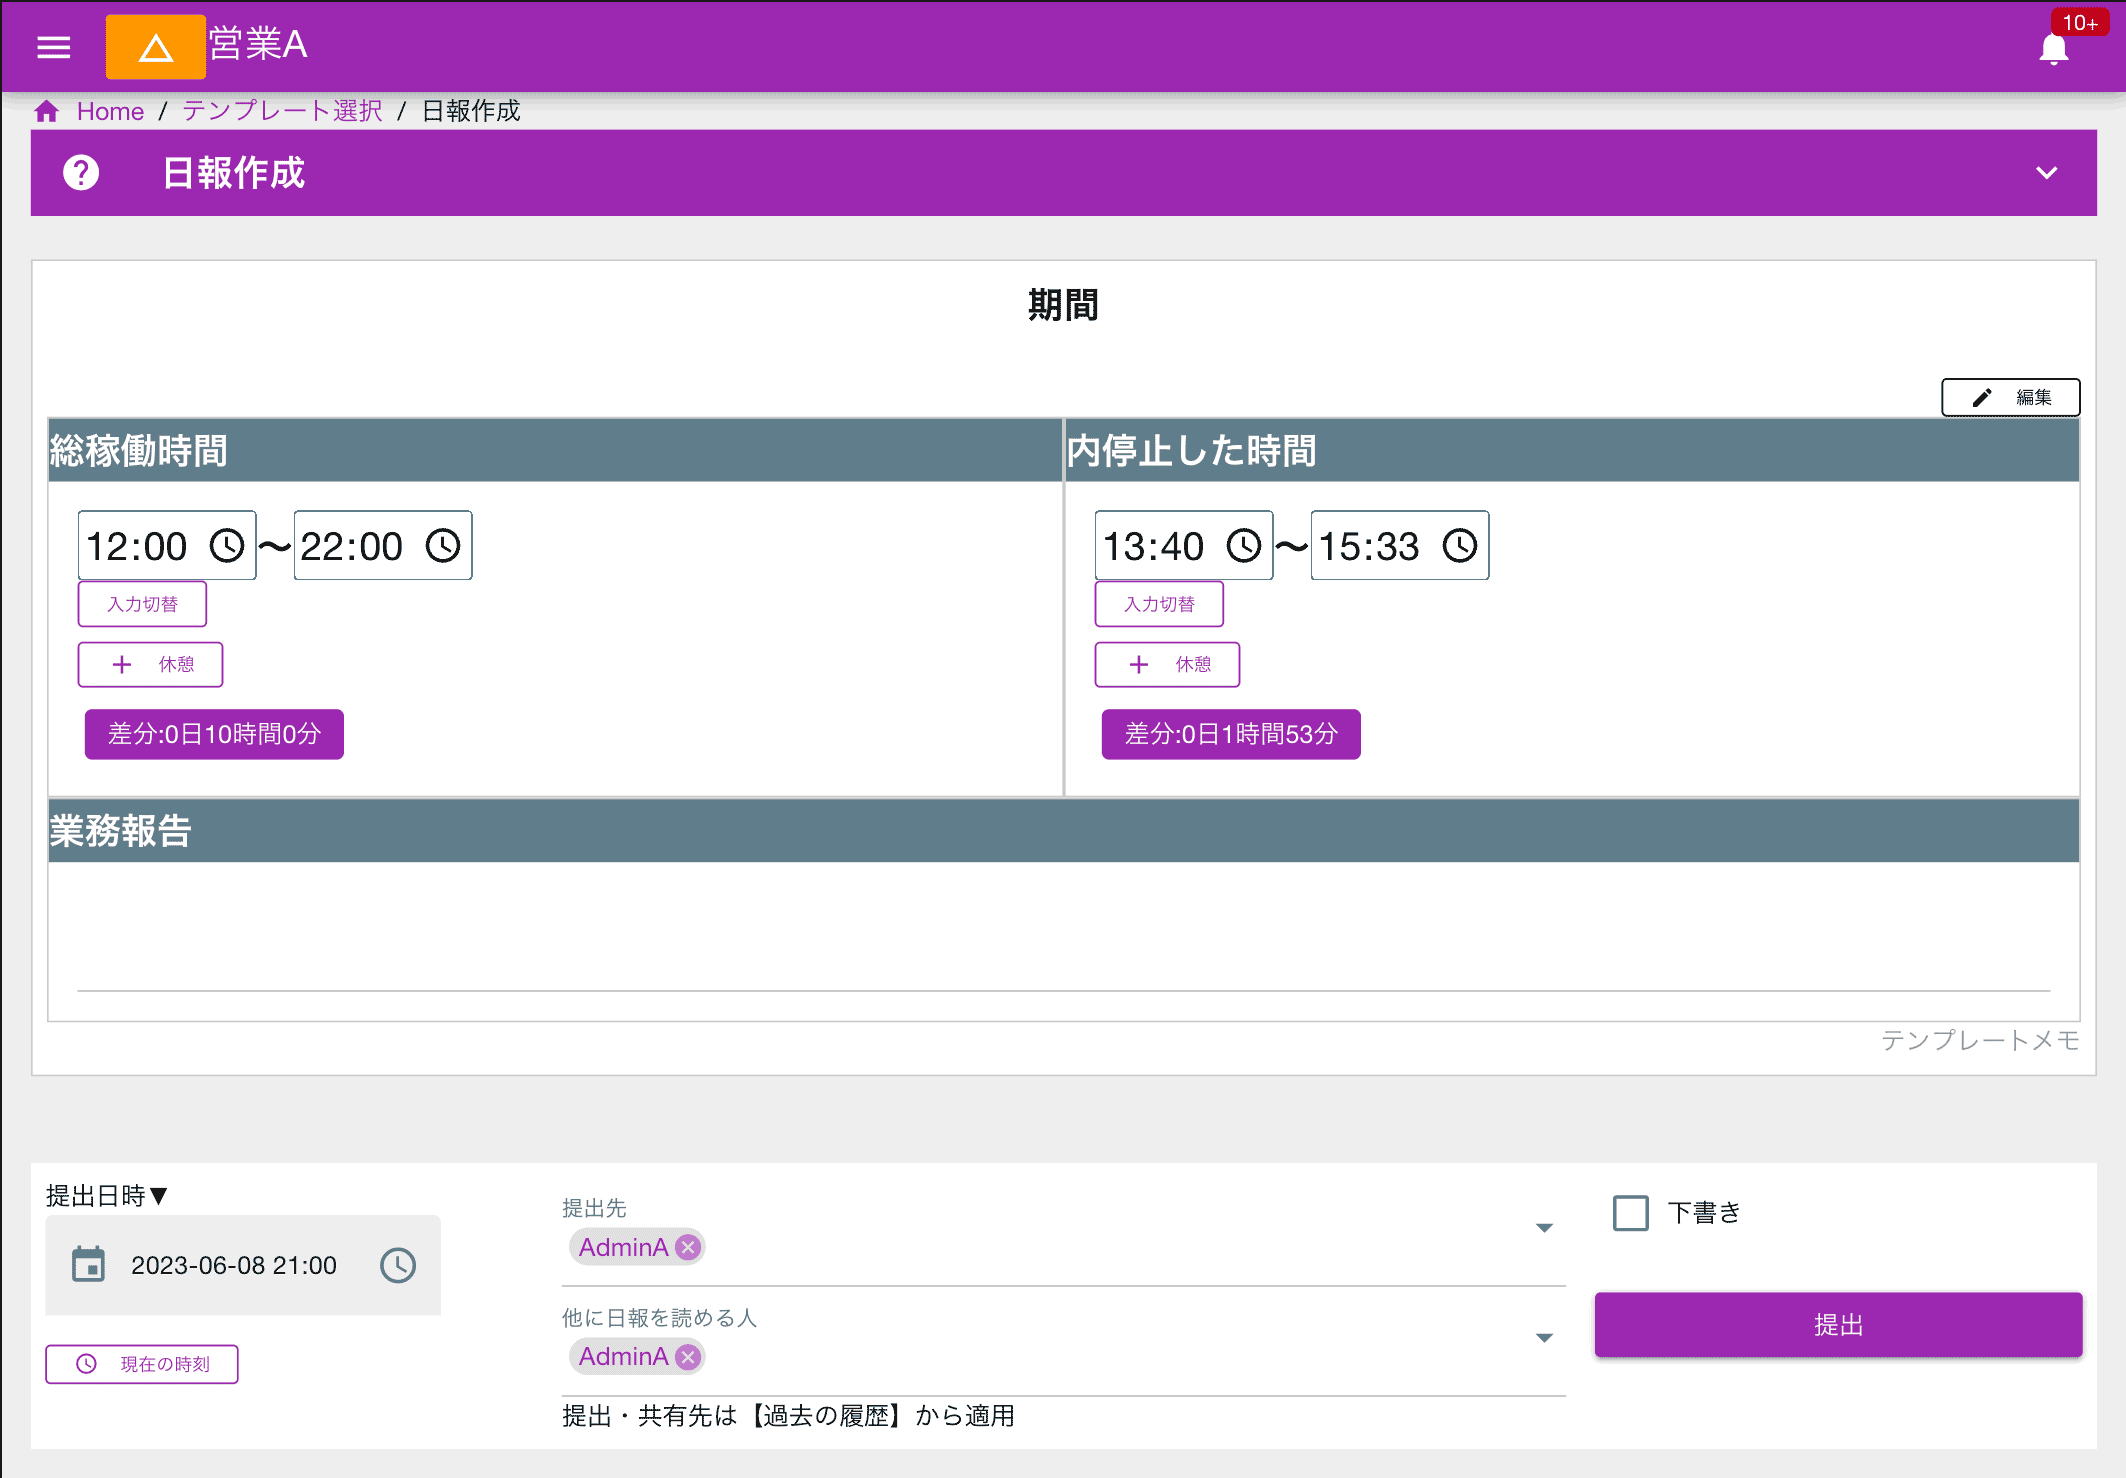 営業A
10+
Home / テンプレート選択 / 日報作成
日報作成
期間
編集
総稼働時間
内停止した時間
12:00 〜 22:00
13:40 〜 15:33
入力切替
入力切替
+ 休憩
+ 休憩
差分:0日10時間0分
差分:0日1時間53分
業務報告
テンプレートメモ
提出日時▼
2023-06-08 21:00
現在の時刻
提出先
AdminA
他に日報を読める人
AdminA
提出・共有先は【過去の履歴】から適用
下書き
提出